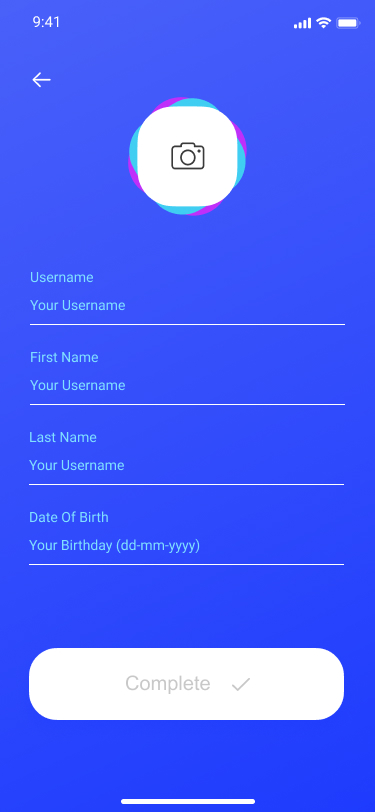 9:41
Username
Your Username
First Name
Your Username
Last Name
Your Username
Date Of Birth
Your Birthday (dd-mm-yyyy)
Complete